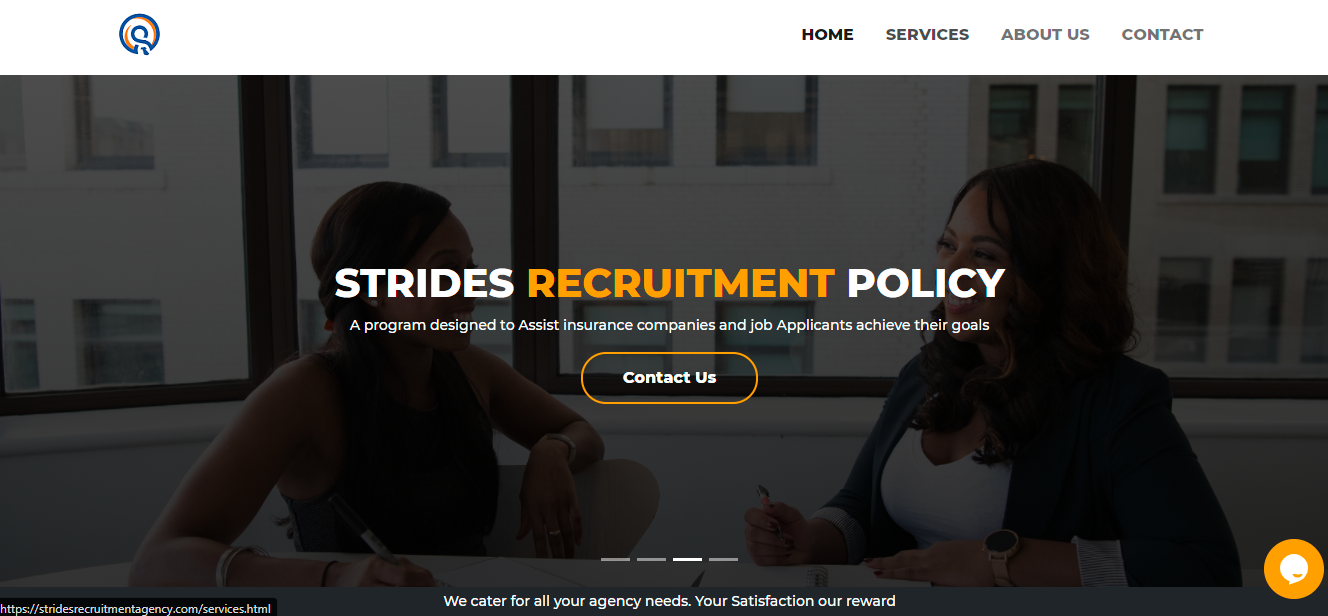 HOME SERVICES ABOUT US CONTACT
STRIDES RECRUITMENT POLICY
A program designed to Assist insurance companies and job Applicants achieve their goals
Contact Us
We cater for all your agency needs. Your Satisfaction our reward
https://stridesrecruitmentagency.com/services.html